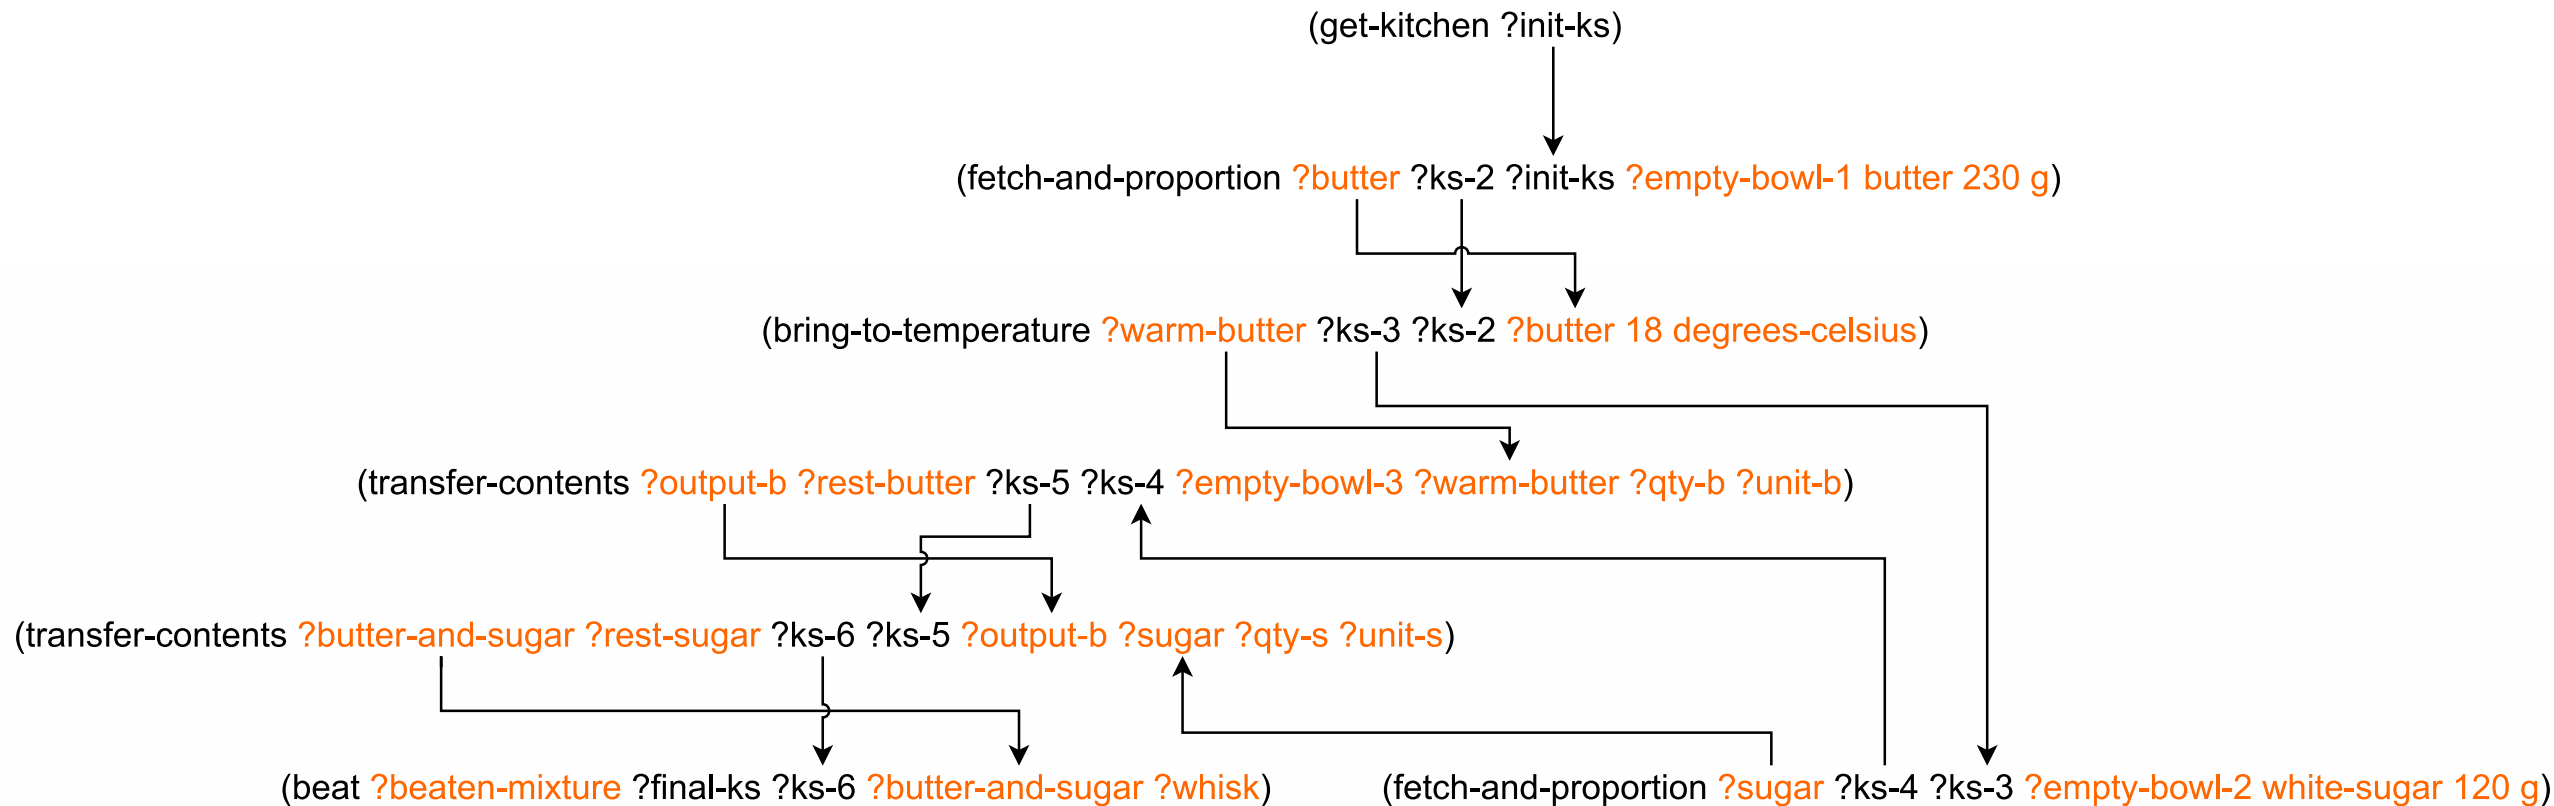 (get-kitchen ?init-ks)
(fetch-and-proportion ?butter ?ks-2 ?init-ks ?empty-bowl-1 butter 230 g)
(bring-to-temperature ?warm-butter ?ks-3 ?ks-2 ?butter 18 degrees-celsius)
(transfer-contents ?output-b ?rest-butter ?ks-5 ?ks-4 ?empty-bowl-3 ?warm-butter ?qty-b ?unit-b)
(transfer-contents ?butter-and-sugar ?rest-sugar ?ks-6 ?ks-5 ?output-b ?sugar ?qty-s ?unit-s)
(beat ?beaten-mixture ?final-ks ?ks-6 ?butter-and-sugar ?whisk)
(fetch-and-proportion ?sugar ?ks-4 ?ks-3 ?empty-bowl-2 white-sugar 120 g)